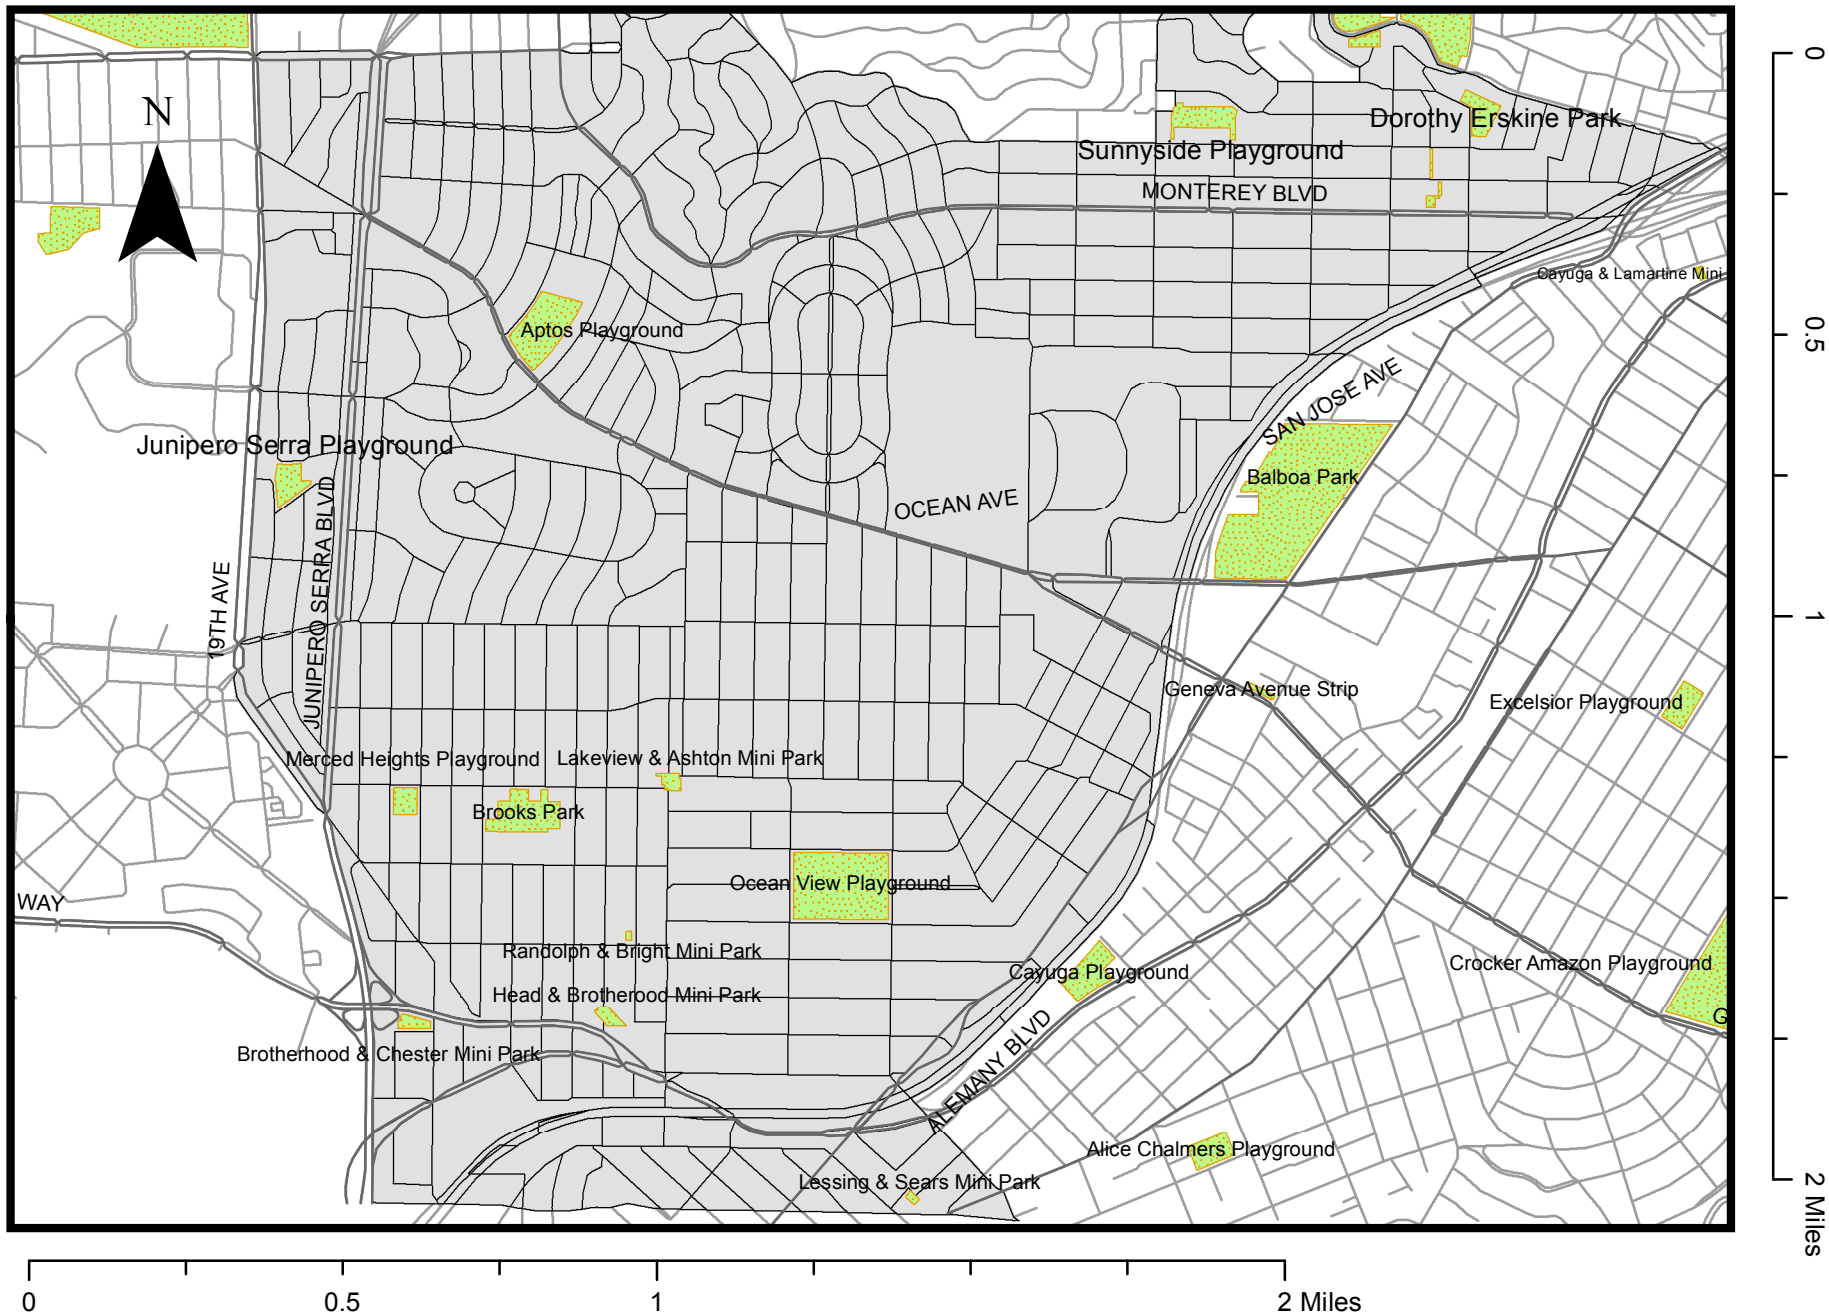 N
Dorothy Erskine Park
Sunnyside Playground
MONTEREY BLVD
Cayuga & Lamartine Mini
Aptos Playground
SAN JOSE AVE
Junipero Serra Playground
Balboa Park
OCEAN AVE
19TH AVE
JUNIPERO SERRA BLVD
Geneva Avenue Strip
Excelsior Playground
Merced Heights Playground
Lakeview & Ashton Mini Park
Brooks Park
Ocean View Playground
WAY
Randolph & Bright Mini Park
Crocker Amazon Playground
Cayuga Playground
Head & Brotherood Mini Park
G
Brotherhood & Chester Mini Park
ALEMANY BLVD
Alice Chalmers Playground
Lessing & Sears Mini Park
0
0.5
1
2 Miles
0
0.5
1
2 Miles